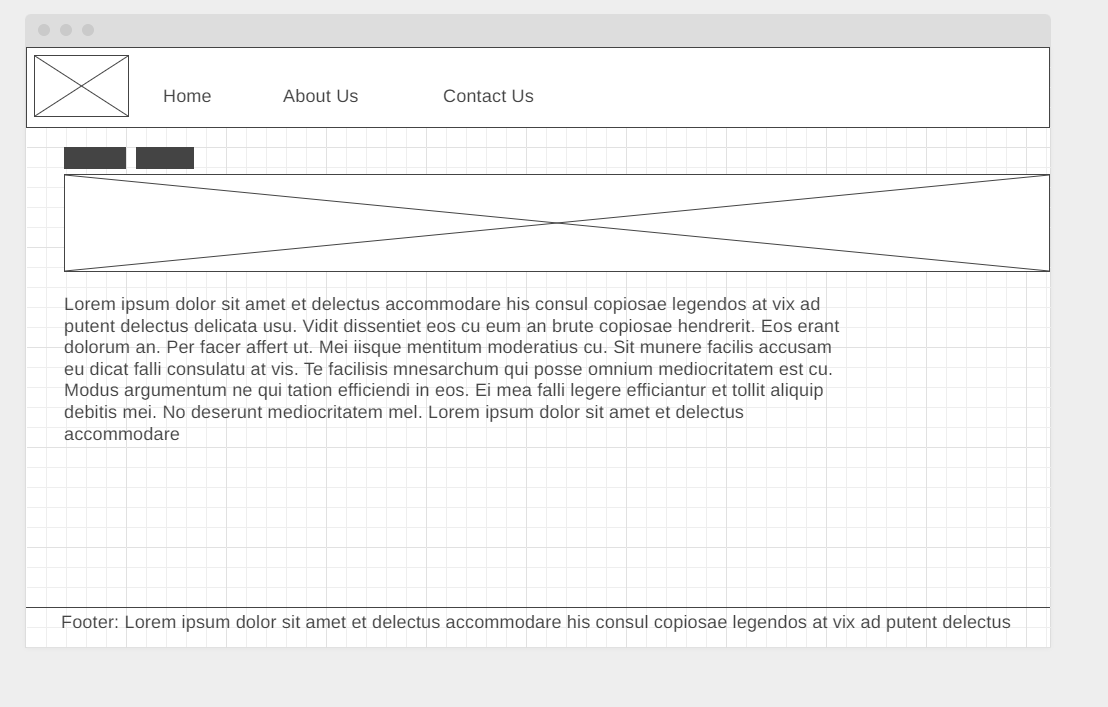 Home About Us Contact Us
Lorem ipsum dolor sit amet et delectus accommodare his consul copiosae legendos at vix ad
putent delectus delicata usu. Vidit dissentiet eos cu eum an brute copiosae hendrerit. Eos erant
dolorum an. Per facer affert ut. Mei iisque mentitum moderatius cu. Sit munere facilis accusam
eu dicat falli consulatu at vis. Te facilisis mnesarchum qui posse omnium mediocritatem est cu.
Modus argumentum ne qui tation efficiendi in eos. Ei mea falli legere efficiantur et tollit aliquip
debitis mei. No deserunt mediocritatem mel. Lorem ipsum dolor sit amet et delectus
accommodare
Footer: Lorem ipsum dolor sit amet et delectus accommodare his consul copiosae legendos at vix ad putent delectus